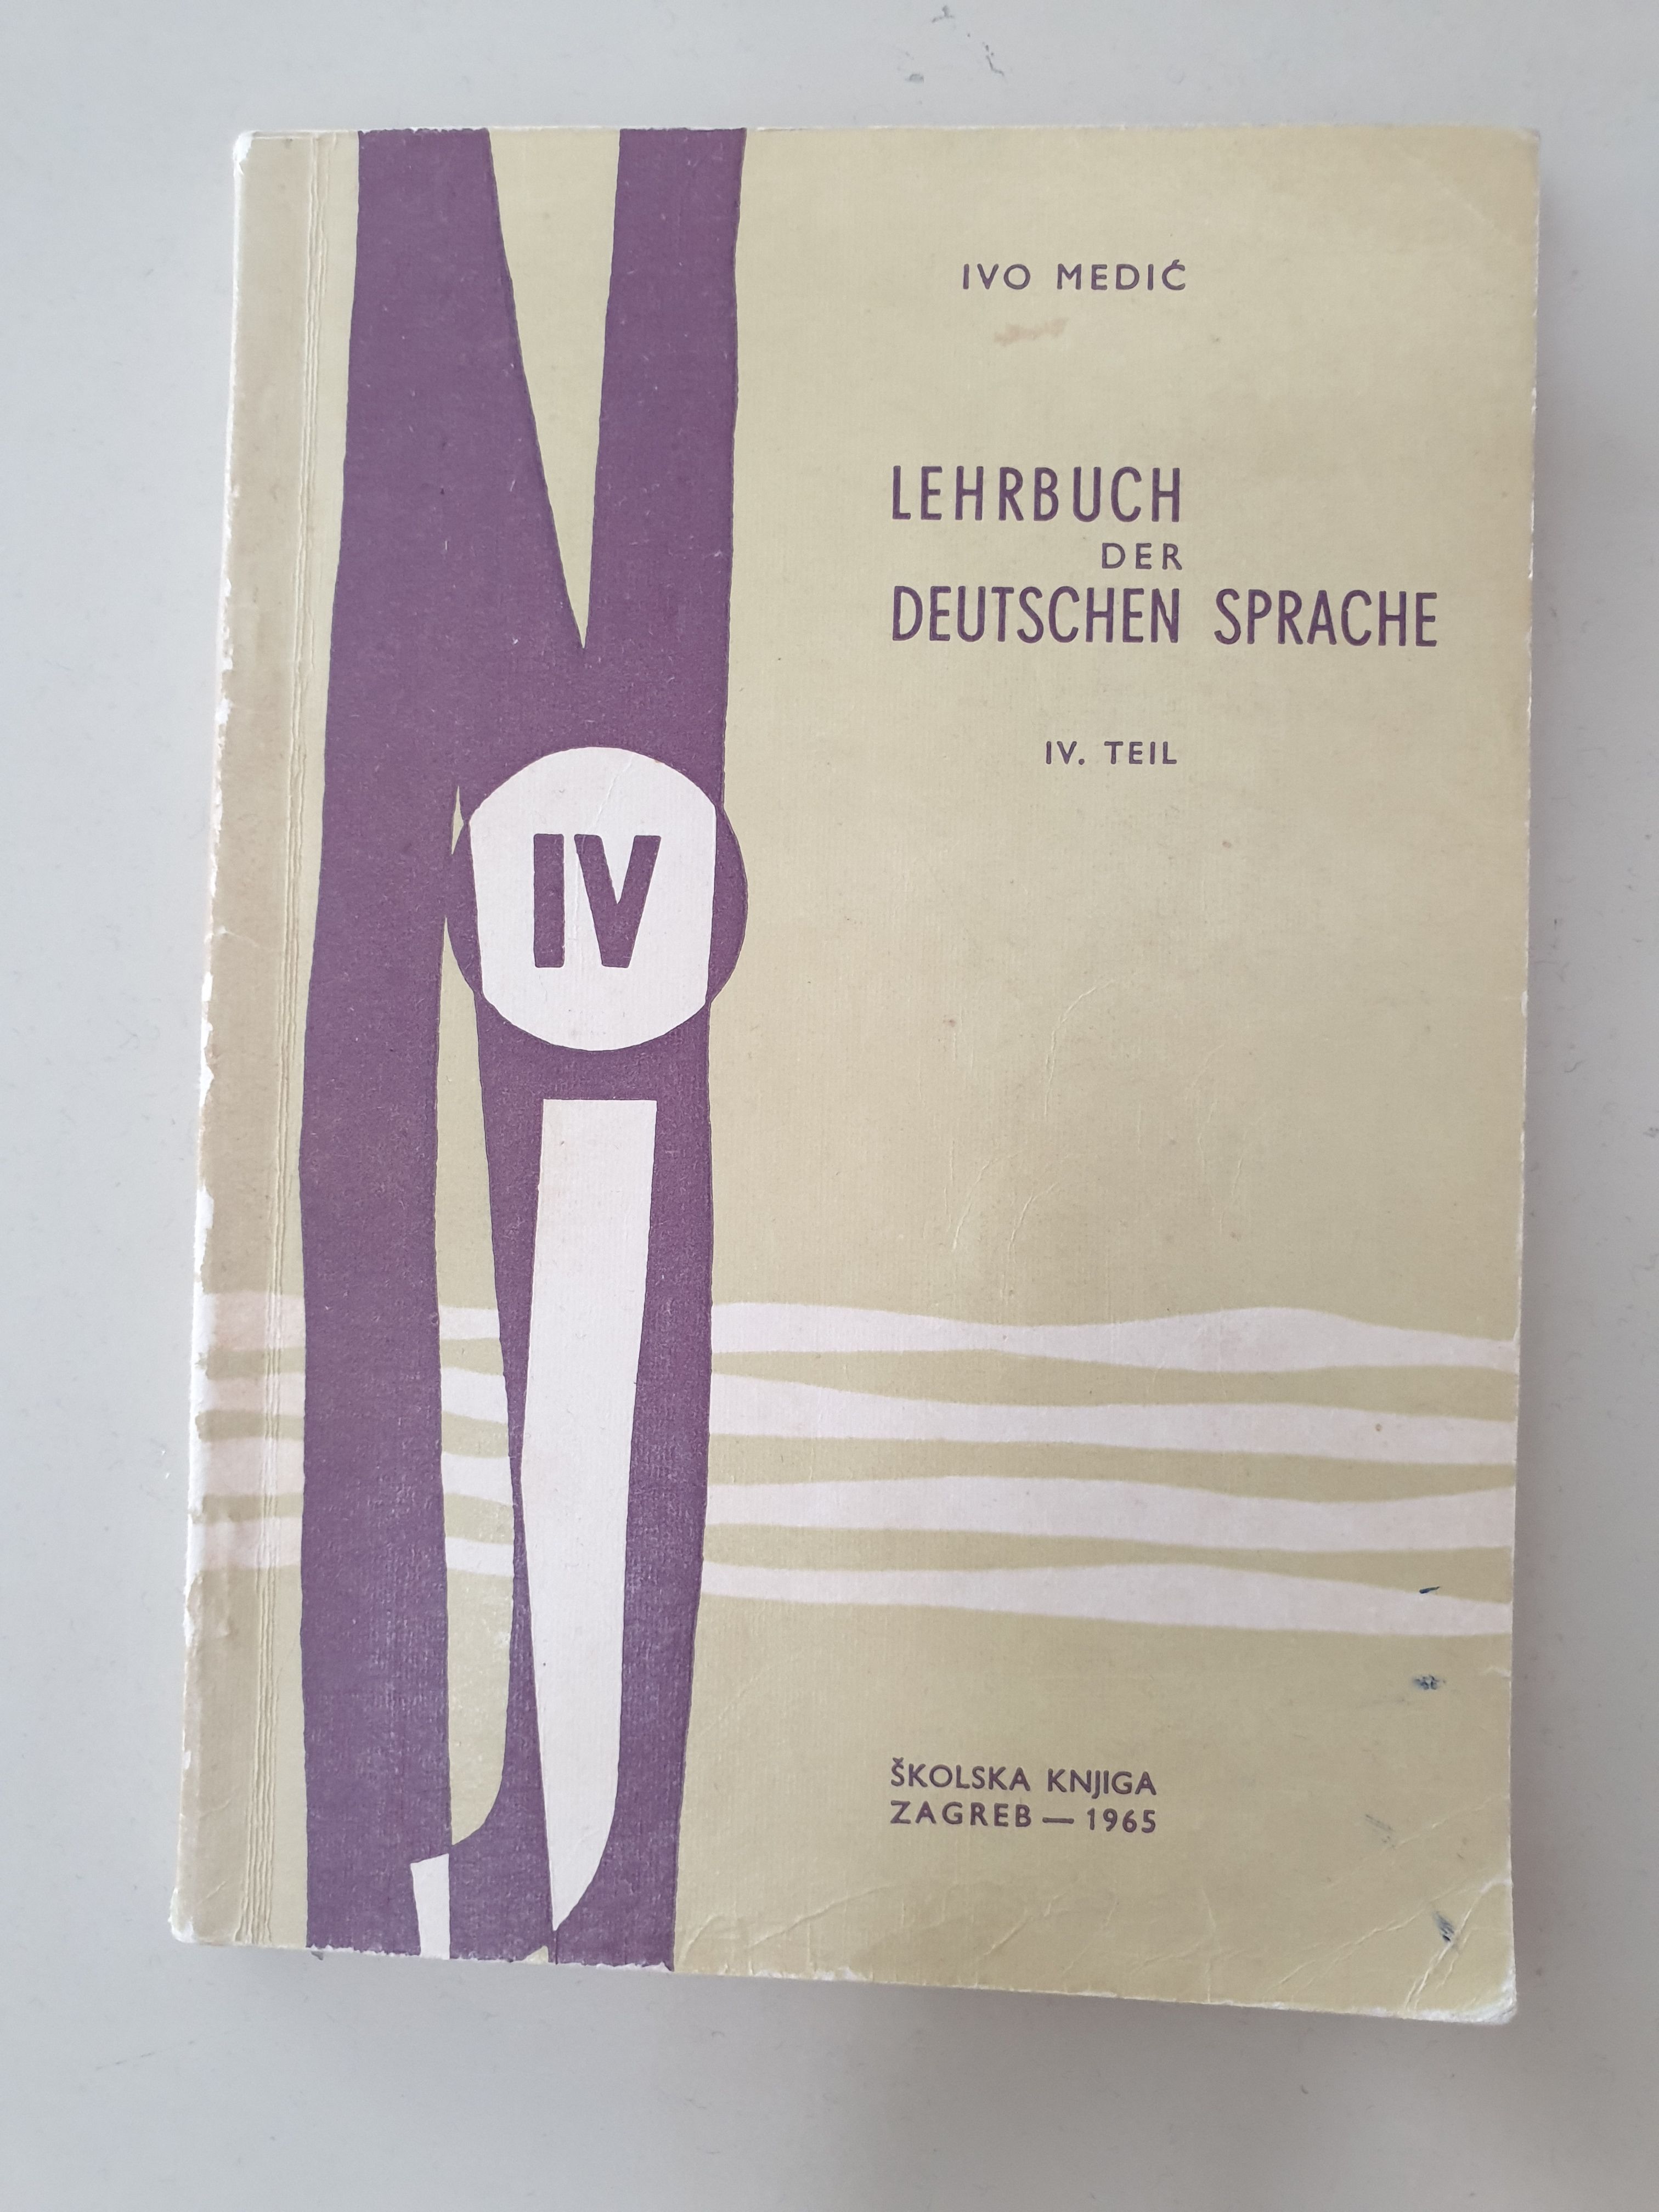 IVO MEDIĆ
LEHRBUCH
DER
DEUTSCHEN SPRACHE
IV. TEIL
IV
ŠKOLSKA KNJIGA
ZAGREB — 1965